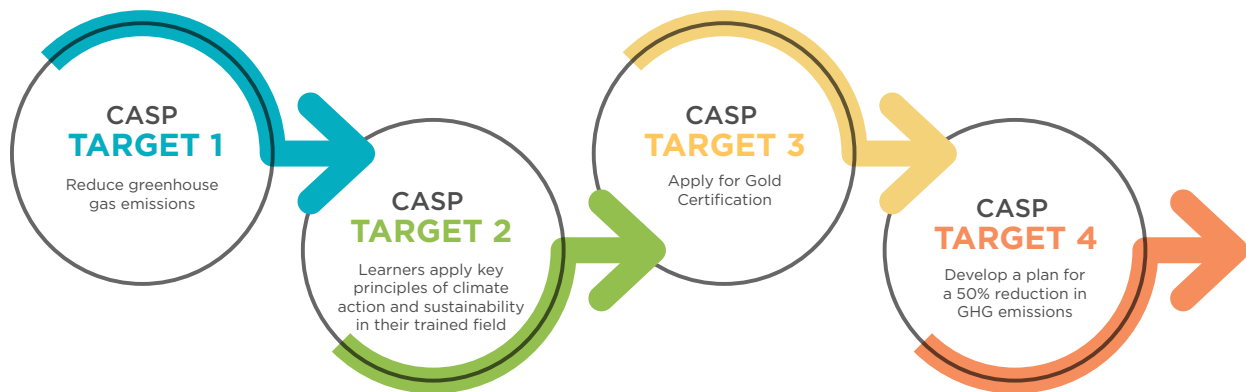 CASP
TARGET 1
Reduce greenhouse
gas emissions
CASP
TARGET 2
Learners apply key
principles of climate
action and sustainability
in their trained field
CASP
TARGET 3
Apply for Gold
Certification
CASP
TARGET 4
Develop a plan for
a 50% reduction in
GHG emissions